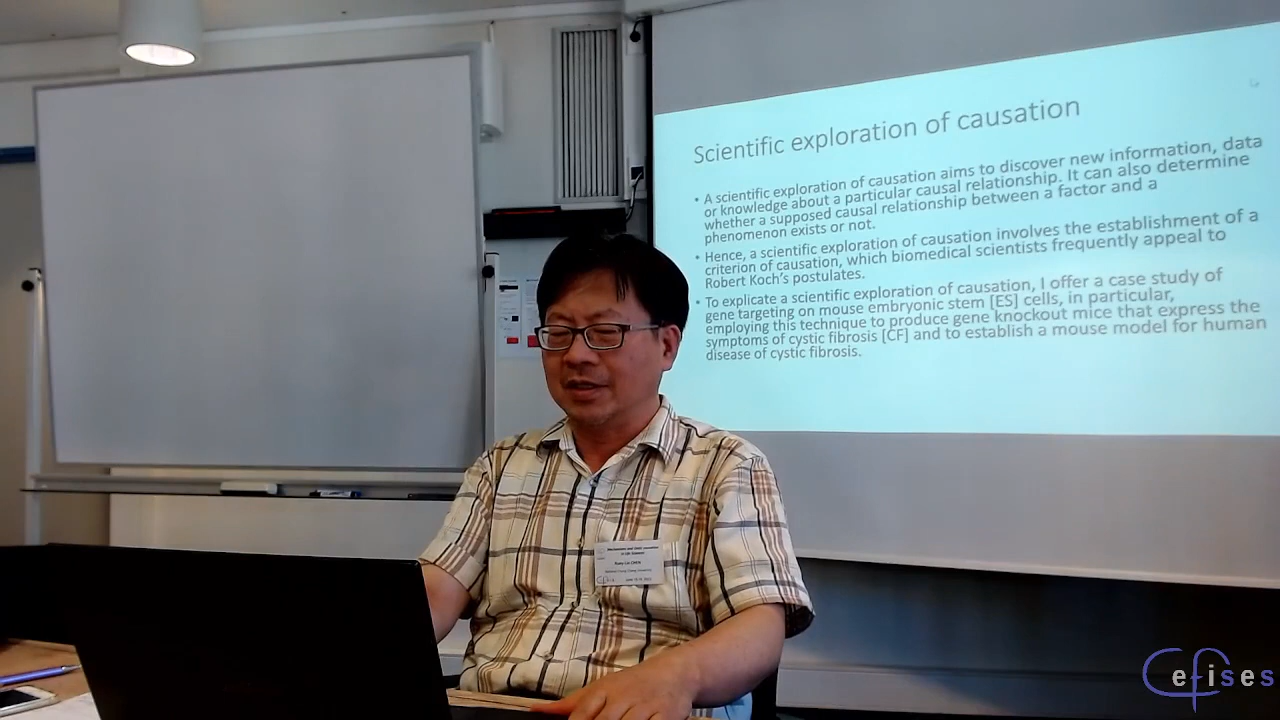 Scientific exploration of causation
• A scientific exploration of causation aims to discover new information, data
or knowledge about a particular causal relationship. It can also determine
whether a supposed causal relationship between a factor and a
phenomenon exists or not.
• Hence, a scientific exploration of causation involves the establishment of a
criterion of causation, which biomedical scientists frequently appeal to
Robert Koch's postulates.
• To explicate a scientific exploration of causation, I offer a case study of
gene targeting on mouse embryonic stem [ES] cells, in particular,
employing this technique to produce gene knockout mice that express the
symptoms of cystic fibrosis [CF] and to establish a mouse model for human
disease of cystic fibrosis.
in Life Sciences
CHEN
Cefises